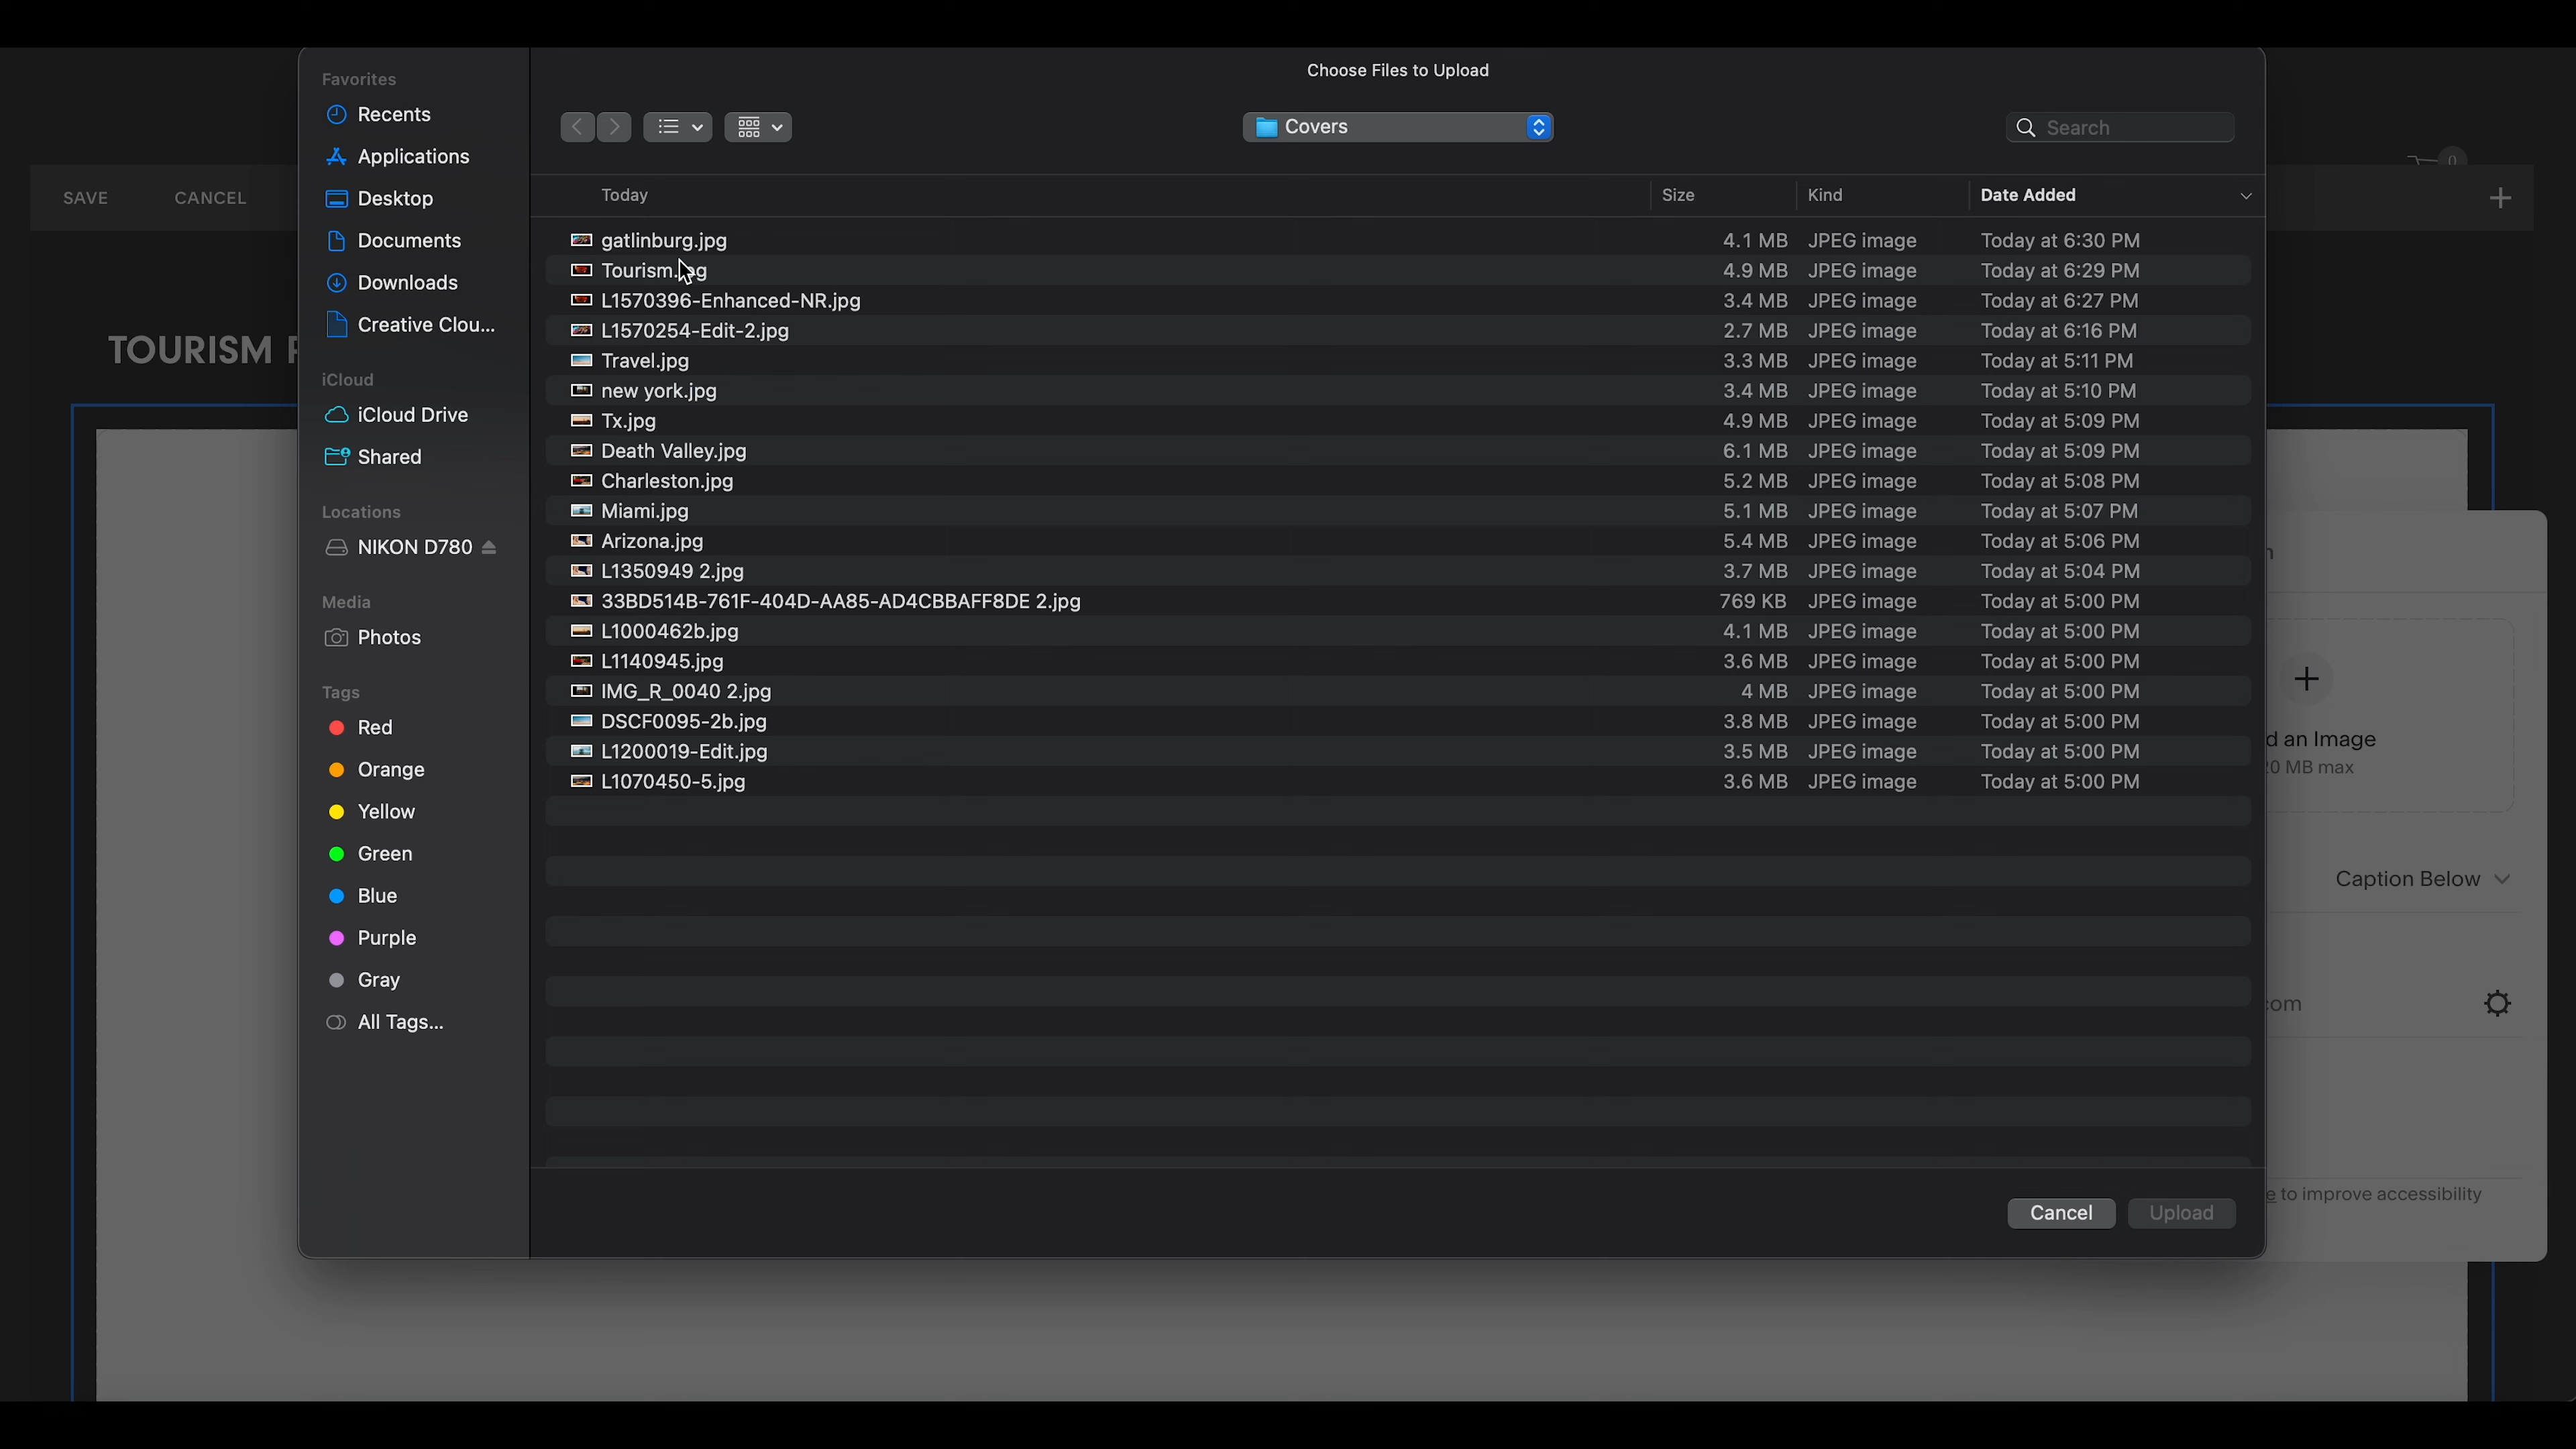 Choose Files to Upload
Favorites
Recents
Applications
Desktop
Documents
Downloads
Creative Clou...
iCloud
iCloud Drive
Shared
Locations
NIKON D780
Media
Photos
Tags
Red
Orange
Yellow
Green
Blue
Purple
Gray
All Tags...
Covers
Search
Today Size Kind Date Added
gatlinburg.jpg 4.1 MB JPEG image Today at 6:30 PM
4.9 MB JPEG image Today at 6:29 PM
L1570396-Enhanced-NR.jpg 3.4 MB JPEG image Today at 6:27 PM
L1570254-Edit-2.jpg 2.7 MB JPEG image Today at 6:16 PM
Travel.jpg 3.3 MB JPEG image Today at 5:11 PM
new york.jpg 3.4 MB JPEG image Today at 5:10 PM
Tx.jpg 4.9 MB JPEG image Today at 5:09 PM
Death Valley.jpg 6.1 MB JPEG image Today at 5:09 PM
Charleston.jpg 5.2 MB JPEG image Today at 5:08 PM
Miami.jpg 5.1 MB JPEG image Today at 5:07 PM
Arizona.jpg 5.4 MB JPEG image Today at 5:06 PM
L1350949 2.jpg 3.7 MB JPEG image Today at 5:04 PM
33BD514B-761F-404D-AA85-AD4CBBAFF8DE 2.jpg 769 KB JPEG image Today at 5:00 PM
L1000462b.jpg 4.1 MB JPEG image Today at 5:00 PM
L1140945.jpg 3.6 MB JPEG image Today at 5:00 PM
IMG_R_0040 2.jpg 4 MB JPEG image Today at 5:00 PM
DSCF0095-2b.jpg 3.8 MB JPEG image Today at 5:00 PM
L1200019-Edit.jpg 3.5 MB JPEG image Today at 5:00 PM
L1070450-5.jpg 3.6 MB JPEG image Today at 5:00 PM
Cancel Upload
SAVE CANCEL
TOURISM
0
an Image
MB max
Caption Below
to improve accessibility